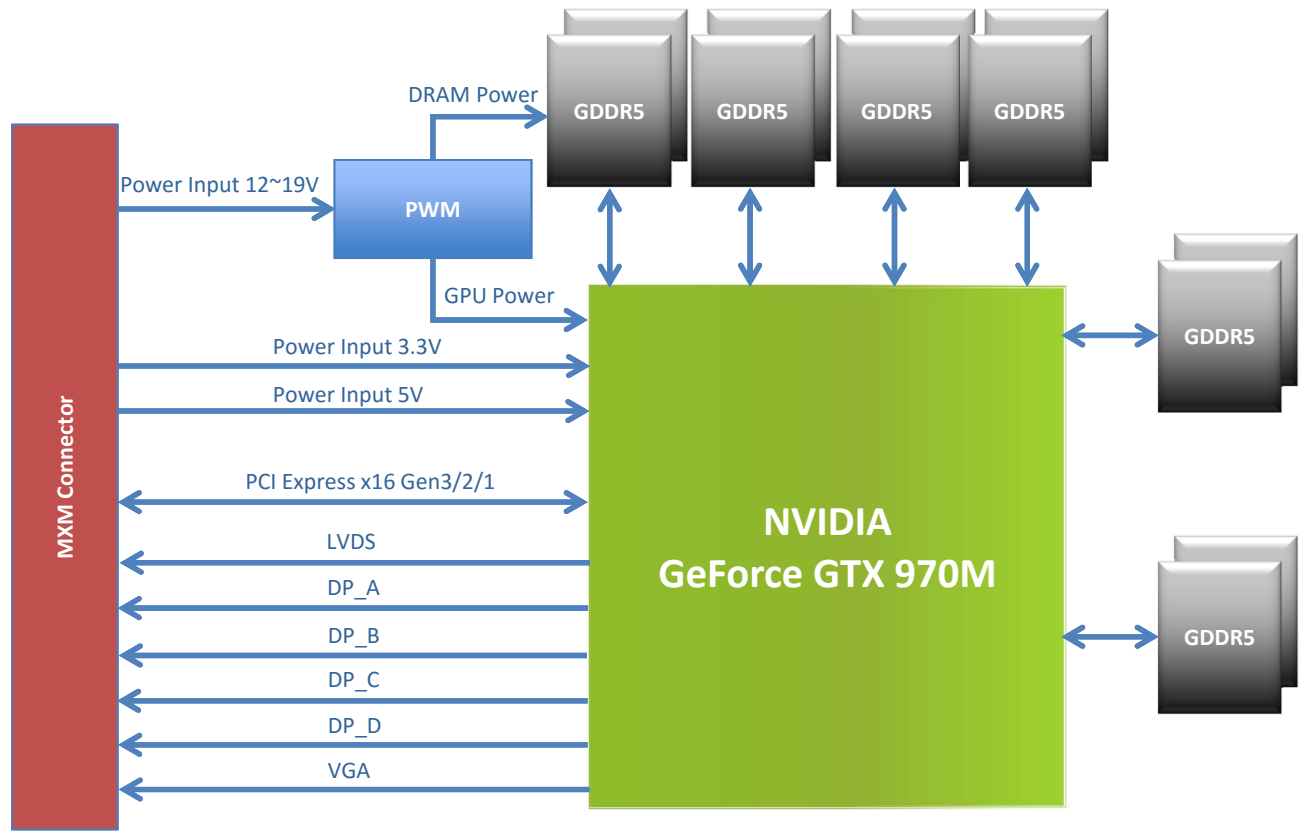 DRAM Power
GDDR5
GDDR5
GDDR5
GDDR5
Power Input 12~19V
PWM
GPU Power
Power Input 3.3V
GDDR5
Power Input 5V
MXM Connector
PCI Express x16 Gen3/2/1
NVIDIA
GeForce GTX 970M
LVDS
DP_A
DP_B
GDDR5
DP_C
DP_D
VGA